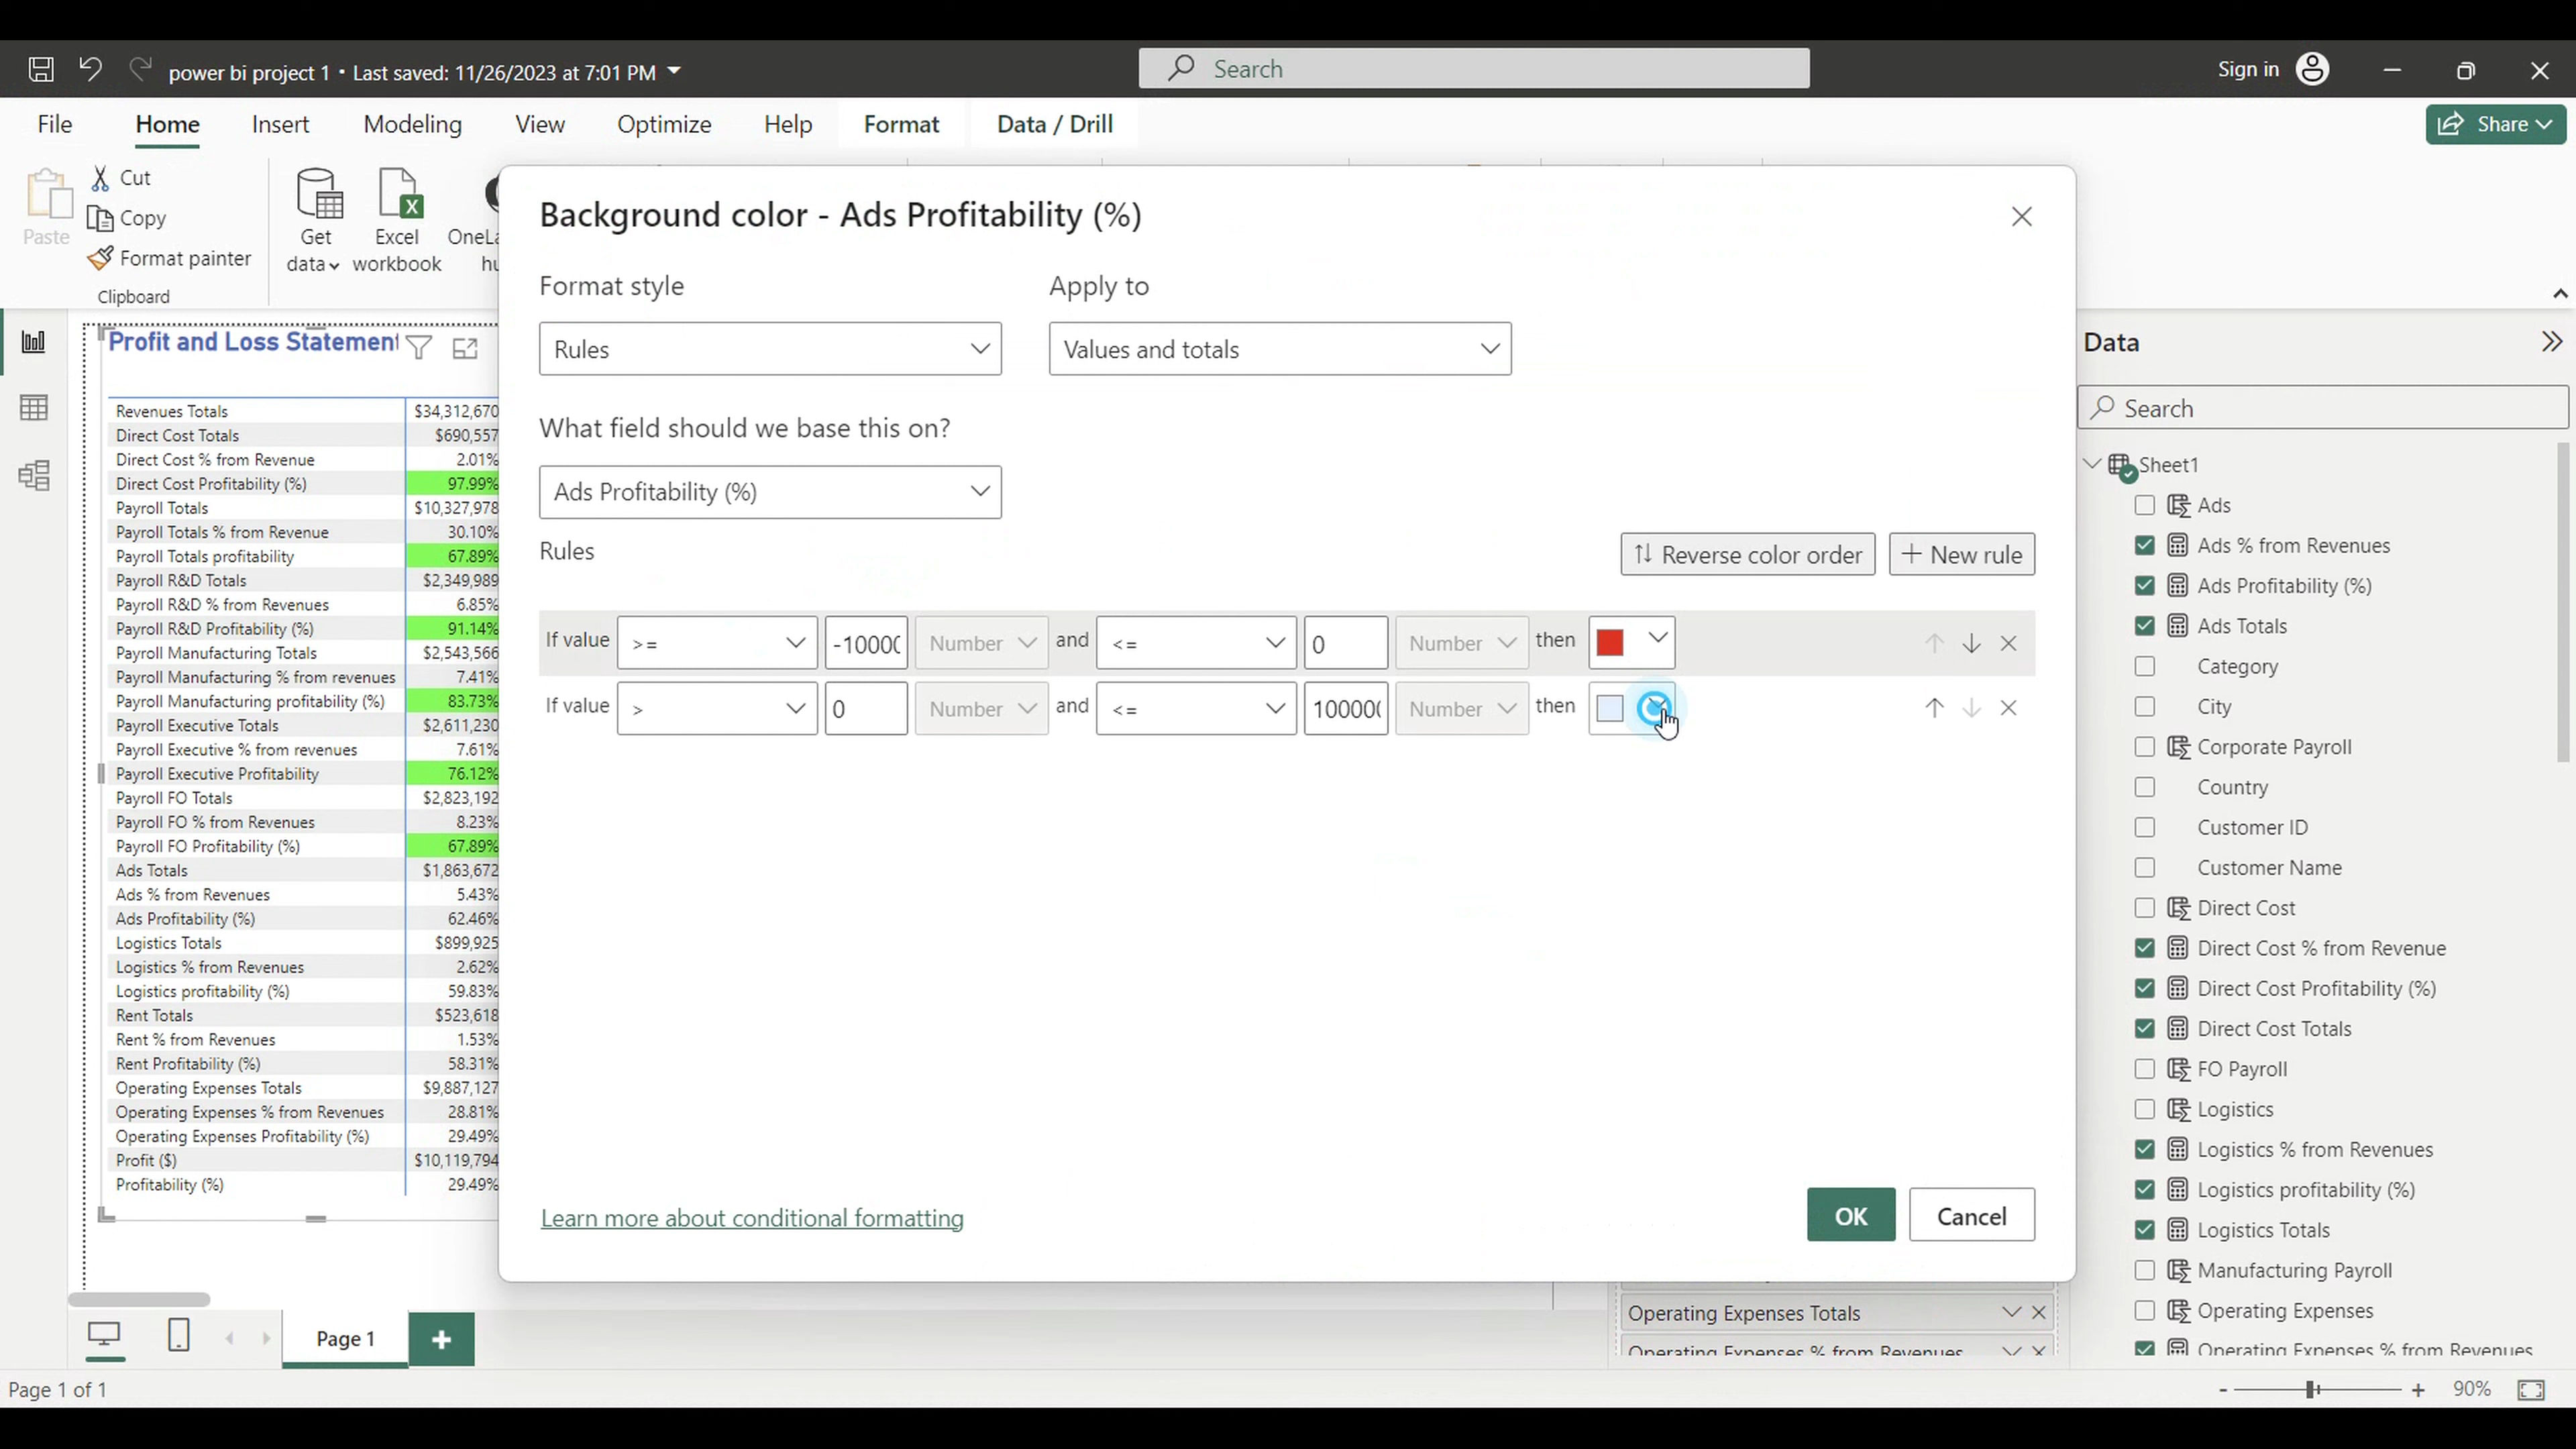 power bi project 1 • Last saved: 11/26/2023 at 7:01 PM
Search
Sign in
File Home Insert Modeling View Optimize Help Format Data / Drill
Share
Paste
Cut
Copy
Format painter
Clipboard
Get data
Excel workbook
Background color - Ads Profitability (%)
Format style
Apply to
Rules
Values and totals
What field should we base this on?
Ads Profitability (%)
Rules
Reverse color order
New rule
If value >= -1000 Number and <= 0 Number then
If value > 0 Number and <= 10000 Number then
Learn more about conditional formatting
OK
Cancel
Profit and Loss Statement
Revenues Totals $34,312,670
Direct Cost Totals $690,557
Direct Cost % from Revenue 2.01%
Direct Cost Profitability (%) 97.99%
Payroll Totals $10,327,978
Payroll Totals % from Revenue 30.10%
Payroll Totals profitability 67.89%
Payroll R&D Totals $2,349,989
Payroll R&D % from Revenues 6.85%
Payroll R&D Profitability (%) 91.14%
Payroll Manufacturing Totals $2,543,566
Payroll Manufacturing % from revenues 7.41%
Payroll Manufacturing profitability (%) 83.73%
Payroll Executive Totals $2,611,230
Payroll Executive % from revenues 7.61%
Payroll Executive Profitability 76.12%
Payroll FO Totals $2,823,192
Payroll FO % from Revenues 8.23%
Payroll FO Profitability (%) 67.89%
Ads Totals $1,863,672
Ads % from Revenues 5.43%
Ads Profitability (%) 62.46%
Logistics Totals $899,925
Logistics % from Revenues 2.62%
Logistics profitability (%) 59.83%
Rent Totals $523,618
Rent % from Revenues 1.53%
Rent Profitability (%) 58.31%
Operating Expenses Totals $9,887,127
Operating Expenses % from Revenues 28.81%
Operating Expenses Profitability (%) 29.49%
Profit ($) $10,119,794
Profitability (%) 29.49%
Operating Expenses Totals
Operating Expenses % from Revenues
Data
Search
Sheet1
Ads
Ads % from Revenues
Ads Profitability (%)
Ads Totals
Category
City
Corporate Payroll
Country
Customer ID
Customer Name
Direct Cost
Direct Cost % from Revenue
Direct Cost Profitability (%)
Direct Cost Totals
FO Payroll
Logistics
Logistics % from Revenues
Logistics profitability (%)
Logistics Totals
Manufacturing Payroll
Operating Expenses
Operating Expenses % from Revenues
Page 1
Page 1 of 1
90%